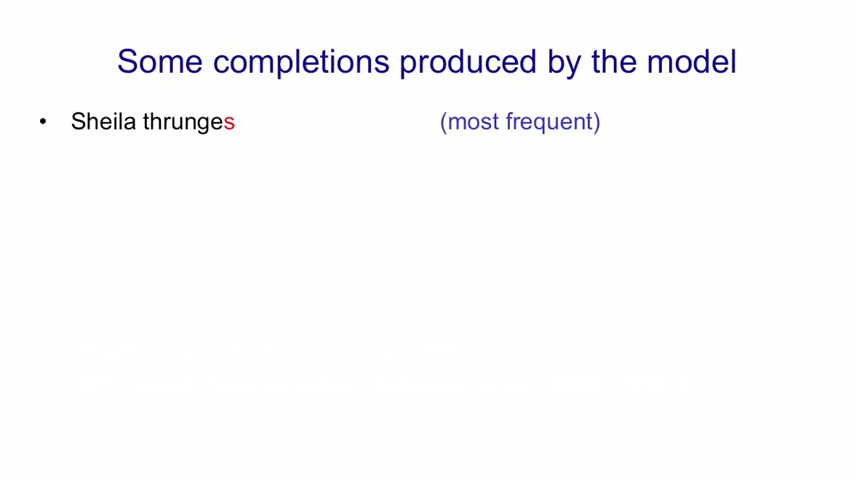 Some completions produced by the model
• Sheila thrunges (most frequent)